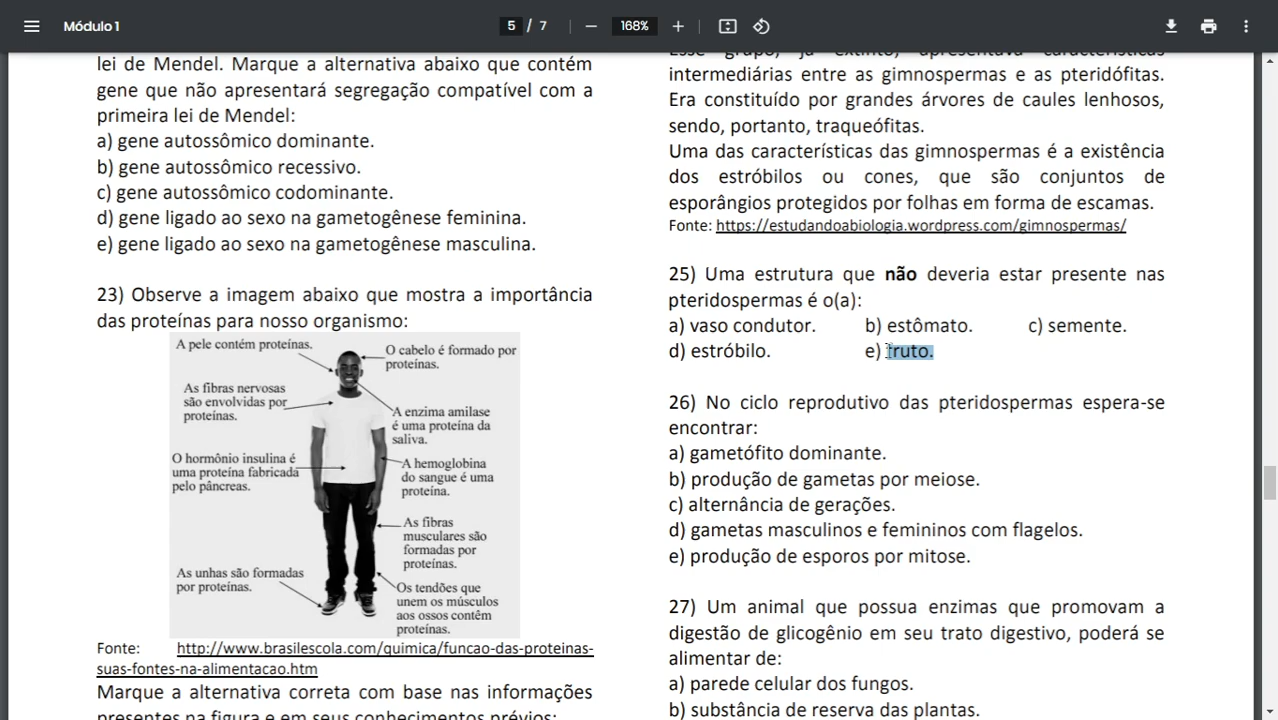 Módulo 1
5 / 7
168%
lei de Mendel. Marque a alternativa abaixo que contém
gene que não apresentará segregação compatível com a
primeira lei de Mendel:
a) gene autossômico dominante.
b) gene autossômico recessivo.
c) gene autossômico codominante.
d) gene ligado ao sexo na gametogênese feminina.
e) gene ligado ao sexo na gametogênese masculina.
23) Observe a imagem abaixo que mostra a importância
das proteínas para nosso organismo:
A pele contém proteínas.
O cabelo é formado por
proteínas.
As fibras nervosas
são envolvidas por
proteínas.
A enzima amilase
é uma proteína da
saliva.
O hormônio insulina é
uma proteína fabricada
pelo pâncreas.
A hemoglobina
do sangue é uma
proteína.
As fibras
musculares são
formadas por
proteínas.
As unhas são formadas
por proteínas.
Os tendões que
unem os músculos
aos ossos contêm
proteínas.
Fonte: http://www.brasilescola.com/quimica/funcao-das-proteinas-
suas-fontes-na-alimentacao.htm
Marque a alternativa correta com base nas informações
presentes na figura e em seus conhecimentos prévios:
Esse grupo, já extinto, apresentava características
intermediárias entre as gimnospermas e as pteridófitas.
Era constituído por grandes árvores de caules lenhosos,
sendo, portanto, traqueófitas.
Uma das características das gimnospermas é a existência
dos estróbilos ou cones, que são conjuntos de
esporângios protegidos por folhas em forma de escamas.
Fonte: https://estudandoabiologia.wordpress.com/gimnospermas/
25) Uma estrutura que não deveria estar presente nas
pteridospermas é o(a):
a) vaso condutor. b) estômato. c) semente.
d) estróbilo. e) fruto.
26) No ciclo reprodutivo das pteridospermas espera-se
encontrar:
a) gametófito dominante.
b) produção de gametas por meiose.
c) alternância de gerações.
d) gametas masculinos e femininos com flagelos.
e) produção de esporos por mitose.
27) Um animal que possua enzimas que promovam a
digestão de glicogênio em seu trato digestivo, poderá se
alimentar de:
a) parede celular dos fungos.
b) substância de reserva das plantas.